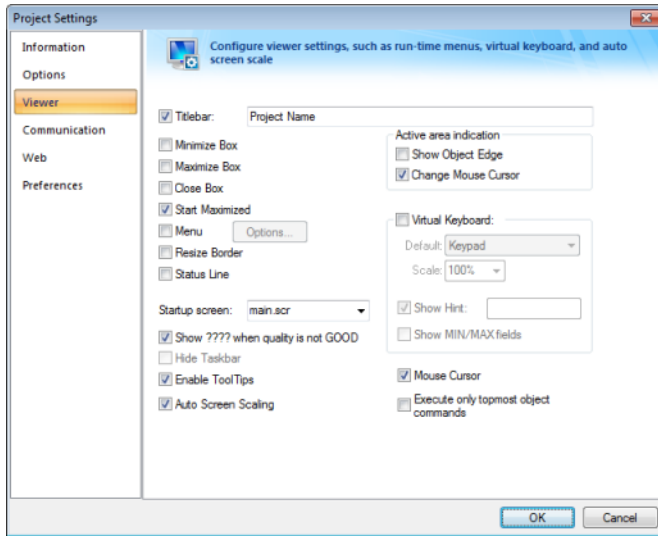 Project Settings
Information
Options
Viewer
Communication
Web
Preferences
Configure viewer settings, such as run-time menus, virtual keyboard, and auto
screen scale
Titlebar: Project Name
Minimize Box
Maximize Box
Close Box
Start Maximized
Menu Options...
Resize Border
Status Line
Startup screen: main.scr
Show ???? when quality is not GOOD
Hide Taskbar
Enable ToolTips
Auto Screen Scaling
Active area indication
Show Object Edge
Change Mouse Cursor
Virtual Keyboard:
Default: Keypad
Scale: 100%
Show Hint:
Show MIN/MAX fields
Mouse Cursor
Execute only topmost object
commands
OK Cancel